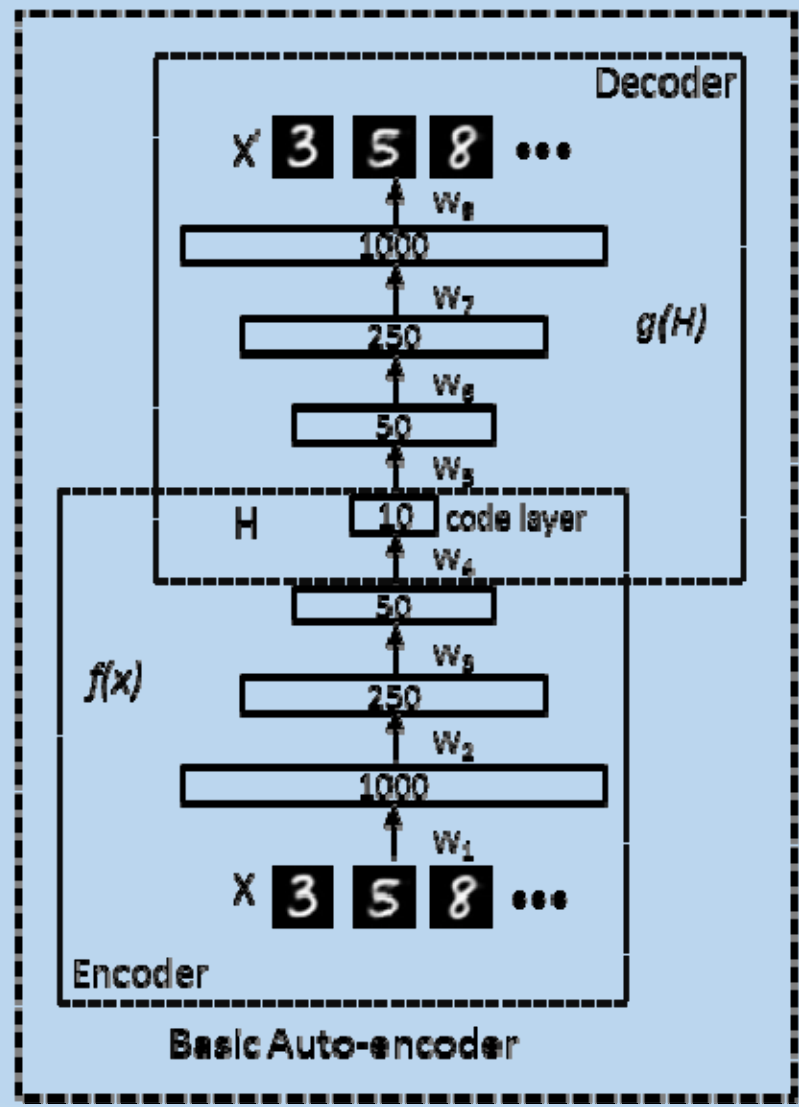 Decoder
X' 3 5 8 •••
W₈
1000
W₇
250
g(H)
W₆
50
W₅
H 10 code layer
W₄
50
W₃
f(x)
250
W₂
1000
W₁
X 3 5 8 •••
Encoder
Basic Auto-encoder